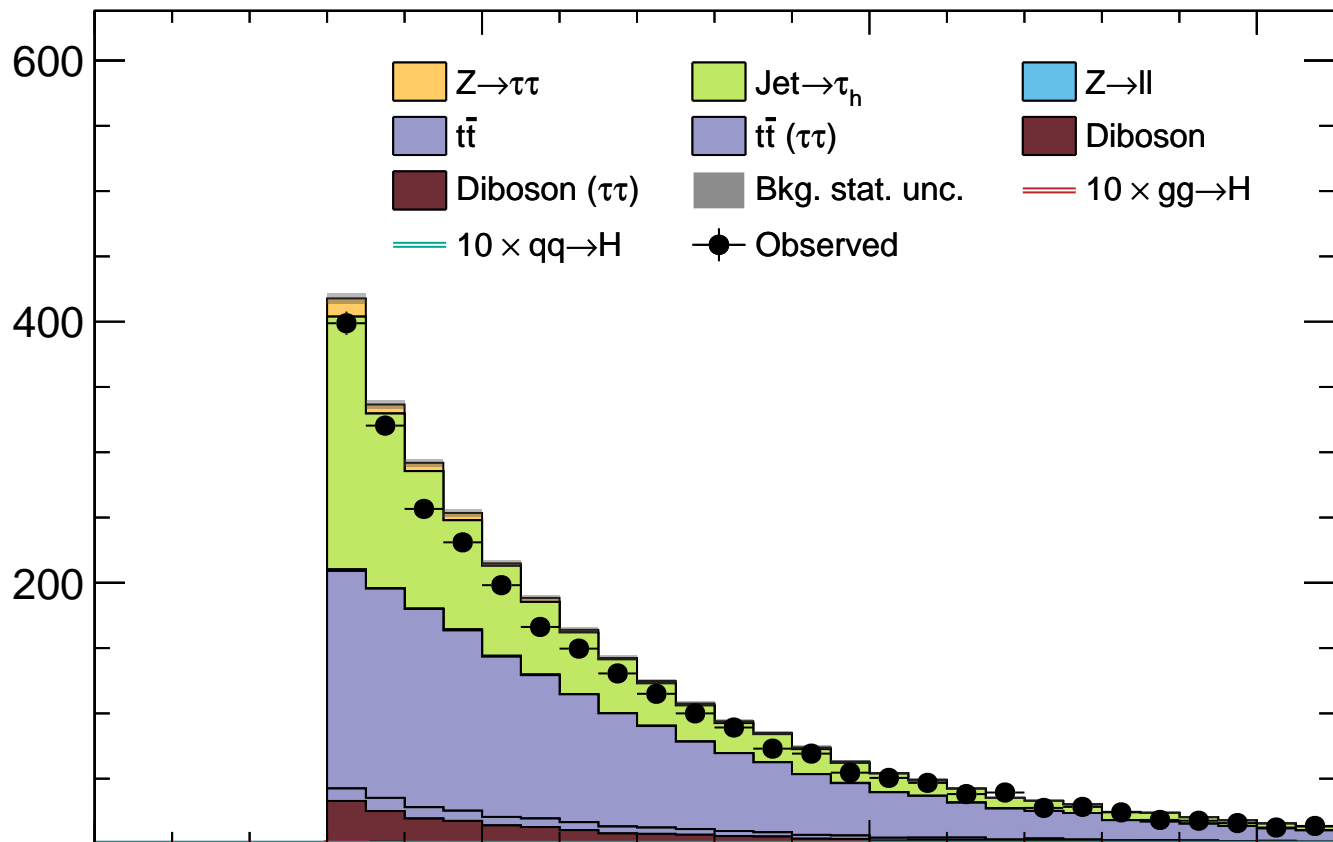 600
Z→ττ Jet→τh Z→ll
tt̄ tt̄ (ττ) Diboson
Diboson (ττ) Bkg. stat. unc. 10 × gg→H
10 × qq→H Observed
400
200